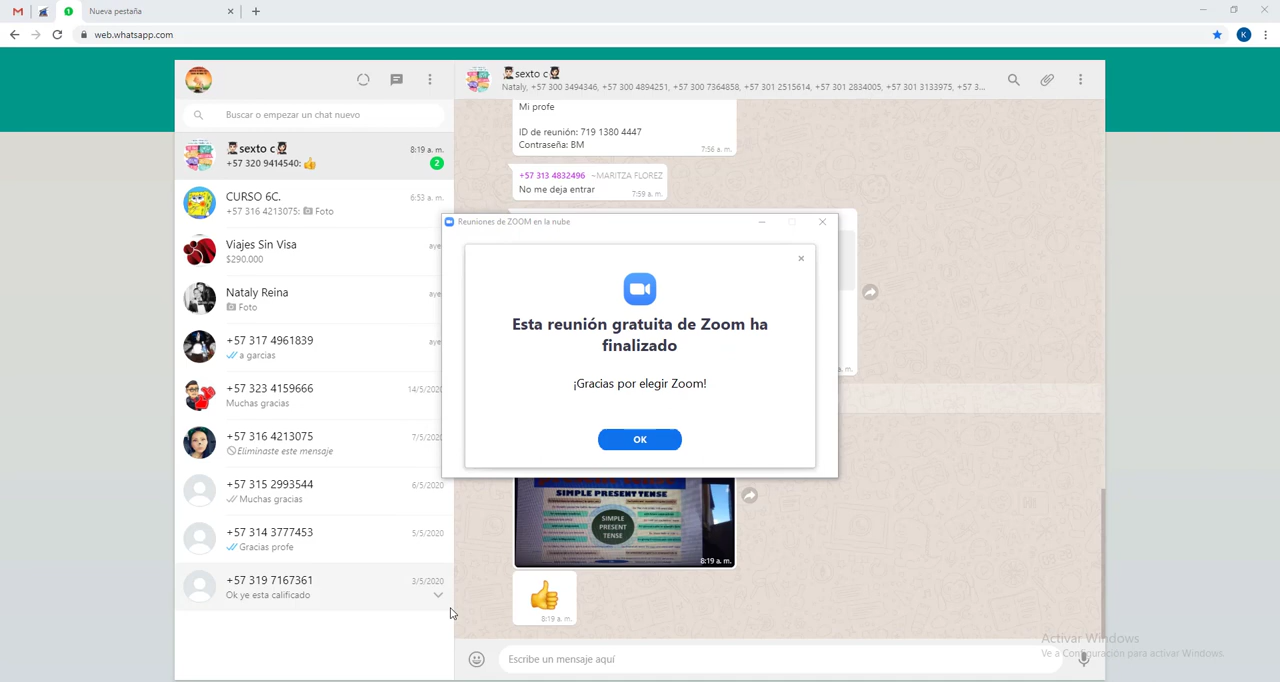 Nueva pestaña
web.whatsapp.com
Buscar o empezar un chat nuevo
sexto c
8:19 a. m.
+57 320 9414540: 👍
2
CURSO 6C.
6:53 a. m.
+57 316 4213075: Foto
Viajes Sin Visa
aye
$290.000
Nataly Reina
aye
Foto
+57 317 4961839
aye
a garcias
+57 323 4159666
14/5/2020
Muchas gracias
+57 316 4213075
7/5/2020
Eliminaste este mensaje
+57 315 2993544
6/5/2020
Muchas gracias
+57 314 3777453
5/5/2020
Gracias profe
+57 319 7167361
3/5/2020
Ok ye esta calificado
sexto c
Nataly, +57 300 3494346, +57 300 4894251, +57 300 7364858, +57 301 2515614, +57 301 2834005, +57 301 3133975, +57 3...
Mi profe
ID de reunión: 719 1380 4447
Contraseña: BM
7:56 a. m.
+57 313 4832496 ~MARITZA FLOREZ
No me deja entrar
7:59 a. m.
Reuniones de ZOOM en la nube
Esta reunión gratuita de Zoom ha
finalizado
¡Gracias por elegir Zoom!
OK
a. m.
SIMPLE PRESENT TENSE
SIMPLE
PRESENT
TENSE
8:19 a. m.
👍
8:19 a. m.
Escribe un mensaje aquí
Activar Windows
Ve a Configuración para activar Windows.
K